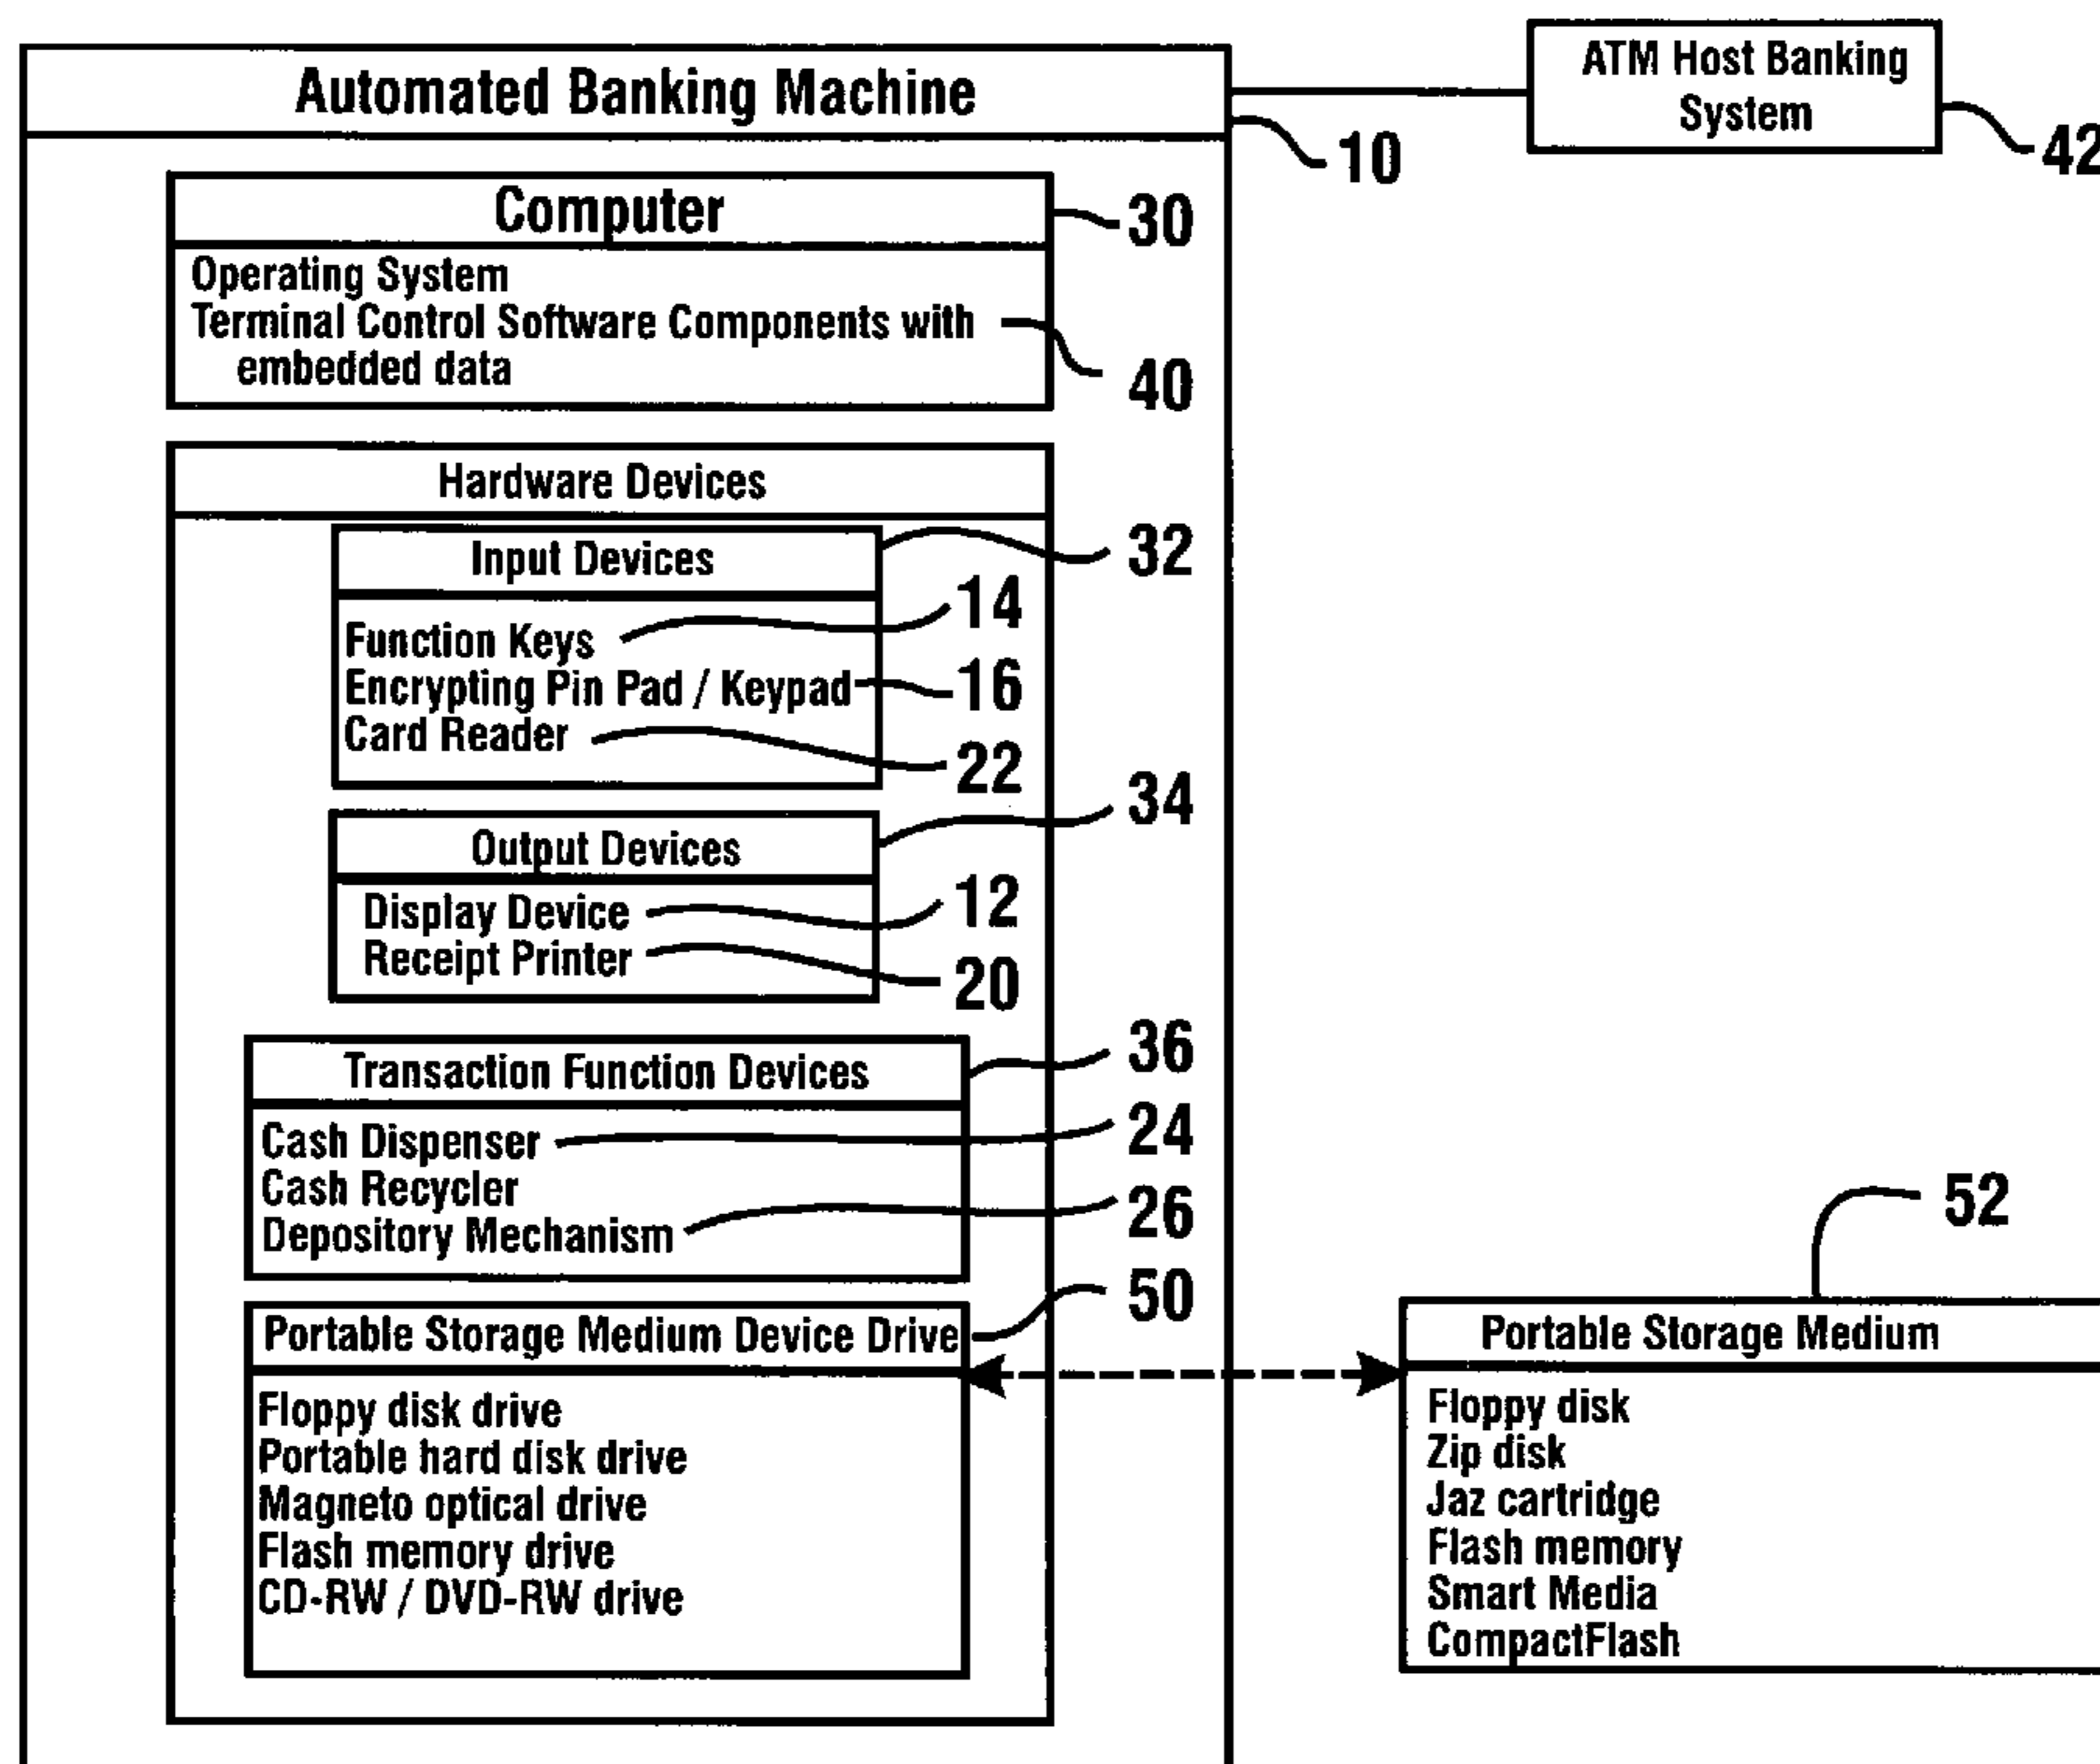 Automated Banking Machine
ATM Host Banking
System
10
42
Computer
30
Operating System
Terminal Control Software Components with
embedded data
40
Hardware Devices
Input Devices
32
Function Keys
14
Encrypting Pin Pad / Keypad
16
Card Reader
22
Output Devices
34
Display Device
12
Receipt Printer
20
Transaction Function Devices
36
Cash Dispenser
24
Cash Recycler
Depository Mechanism
26
Portable Storage Medium Device Drive
50
Floppy disk drive
Portable hard disk drive
Magneto optical drive
Flash memory drive
CD-RW / DVD-RW drive
52
Portable Storage Medium
Floppy disk
Zip disk
Jaz cartridge
Flash memory
Smart Media
CompactFlash